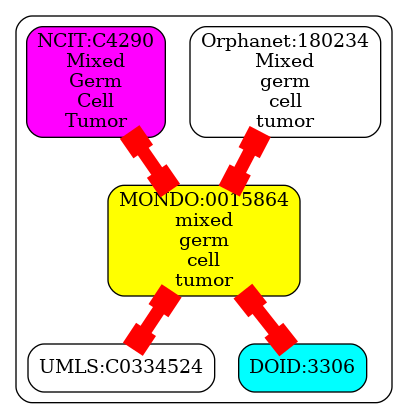 NCIT:C4290
Mixed
Germ
Cell
Tumor
Orphanet:180234
Mixed
germ
cell
tumor
MONDO:0015864
mixed
germ
cell
tumor
UMLS:C0334524
DOID:3306